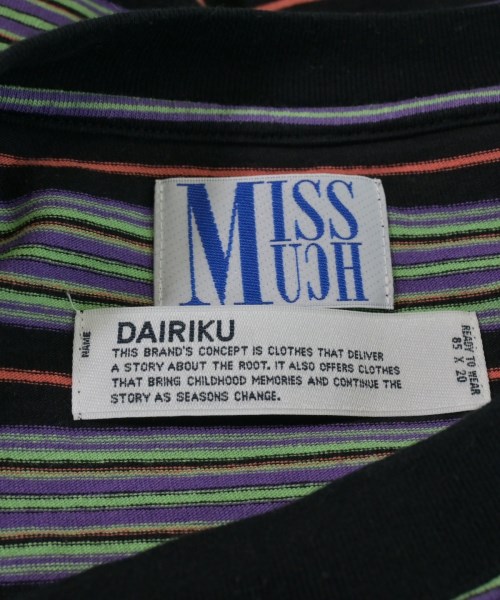 MISS
MUCH
NAME
DAIRIKU
THIS BRAND'S CONCEPT IS CLOTHES THAT DELIVER
A STORY ABOUT THE ROOT. IT ALSO OFFERS CLOTHES
THAT BRING CHILDHOOD MEMORIES AND CONTINUE THE
STORY AS SEASONS CHANGE.
READY TO WEAR
85 X 20